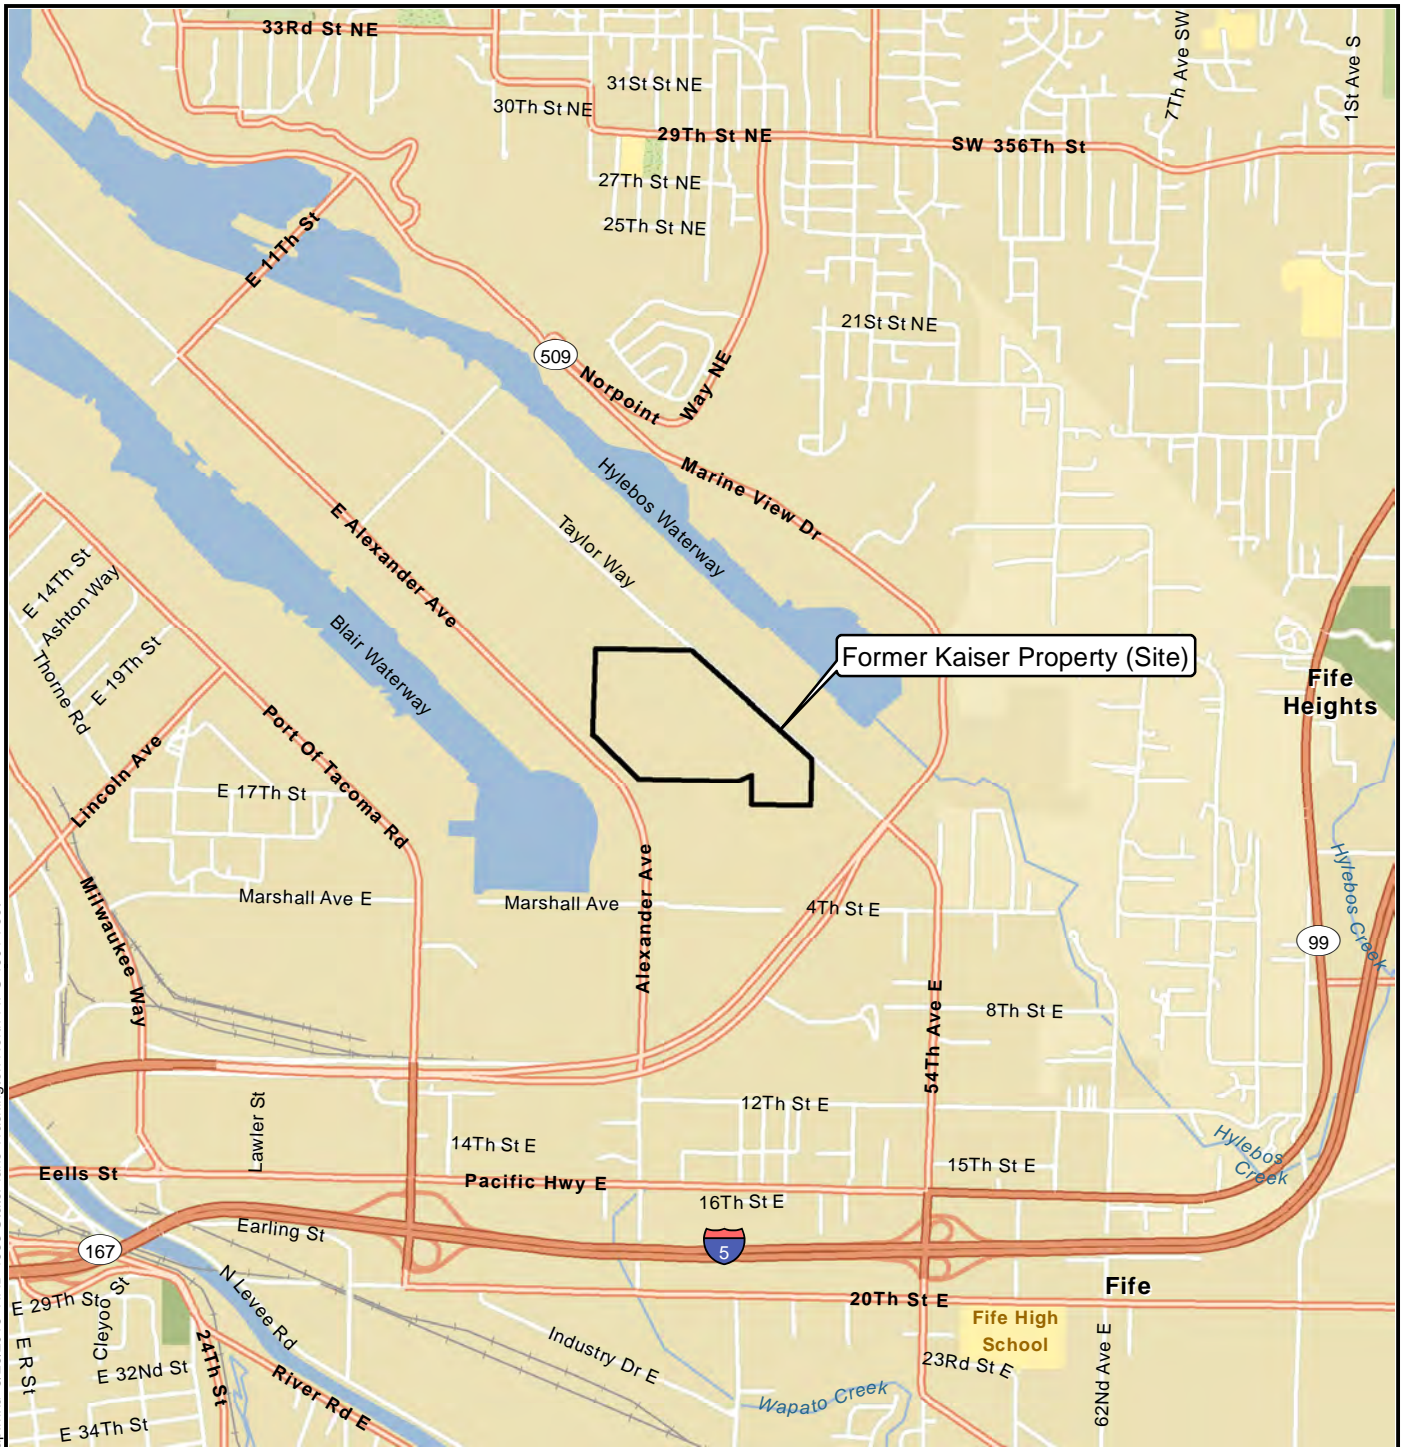 33Rd St NE
31St St NE
30Th St NE
29Th St NE
SW 356Th St
7Th Ave SW
1St Ave S
27Th St NE
25Th St NE
E 11Th St
21St St NE
509
Norpoint Way NE
Marine View Dr
Hylebos Waterway
Taylor Way
E Alexander Ave
Blair Waterway
E 14Th St
Ashton Way
E 19Th St
Thorne Rd
Former Kaiser Property (Site)
Fife
Heights
Port Of Tacoma Rd
Lincoln Ave
E 17Th St
Milwaukee Way
Marshall Ave E
Marshall Ave
Alexander Ave
4Th St E
Hylebos Creek
99
54Th Ave E
8Th St E
12Th St E
Lawler St
14Th St E
15Th St E
Hylebos
Creek
Eells St
Pacific Hwy E
16Th St E
Earling St
5
167
N Levee Rd
20Th St E
Fife
E 29Th St
Cleyoo St
Fife High
School
E R St
E 32Nd St
24Th St
River Rd E
Industry Dr E
23Rd St E
62Nd Ave E
Wapato Creek
E 34Th St